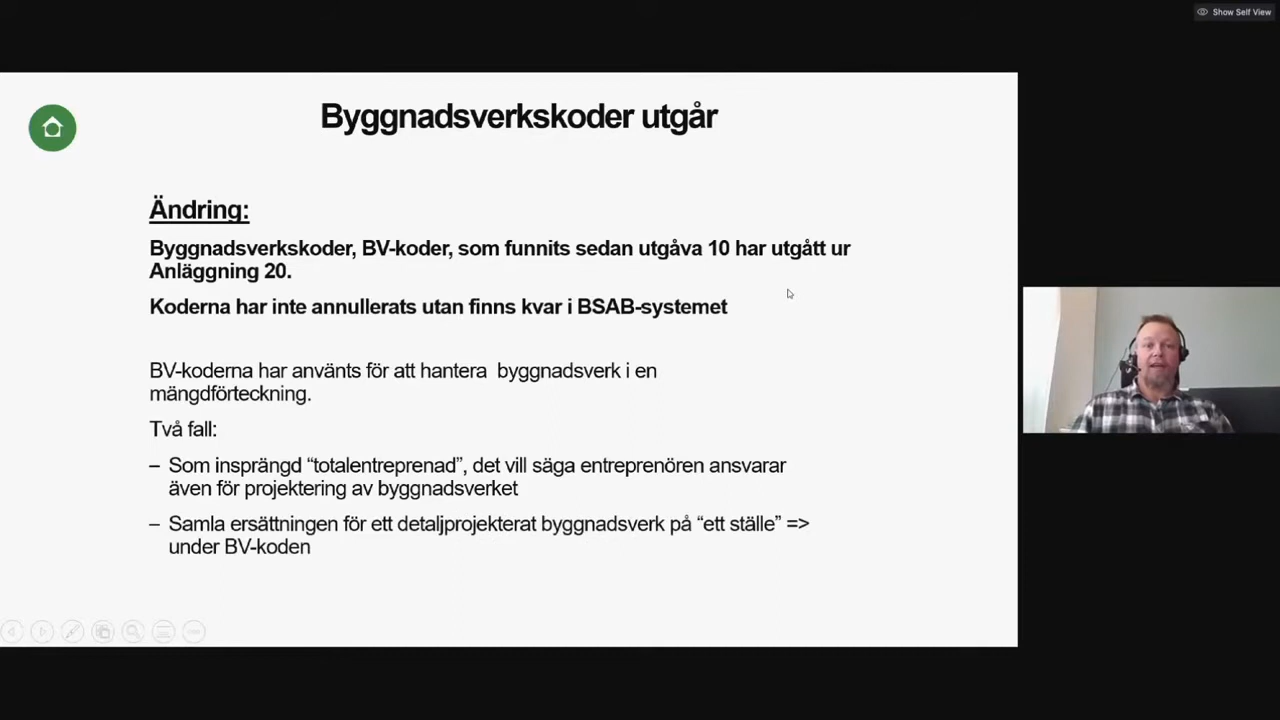 Show Self View
Byggnadsverkskoder utgår
Ändring:
Byggnadsverkskoder, BV-koder, som funnits sedan utgåva 10 har utgått ur
Anläggning 20.
Koderna har inte annullerats utan finns kvar i BSAB-systemet
BV-koderna har använts för att hantera  byggnadsverk i en
mängdförteckning.
Två fall:
– Som insprängd “totalentreprenad”, det vill säga entreprenören ansvarar
även för projektering av byggnadsverket
– Samla ersättningen för ett detaljprojekterat byggnadsverk på “ett ställe” =>
under BV-koden